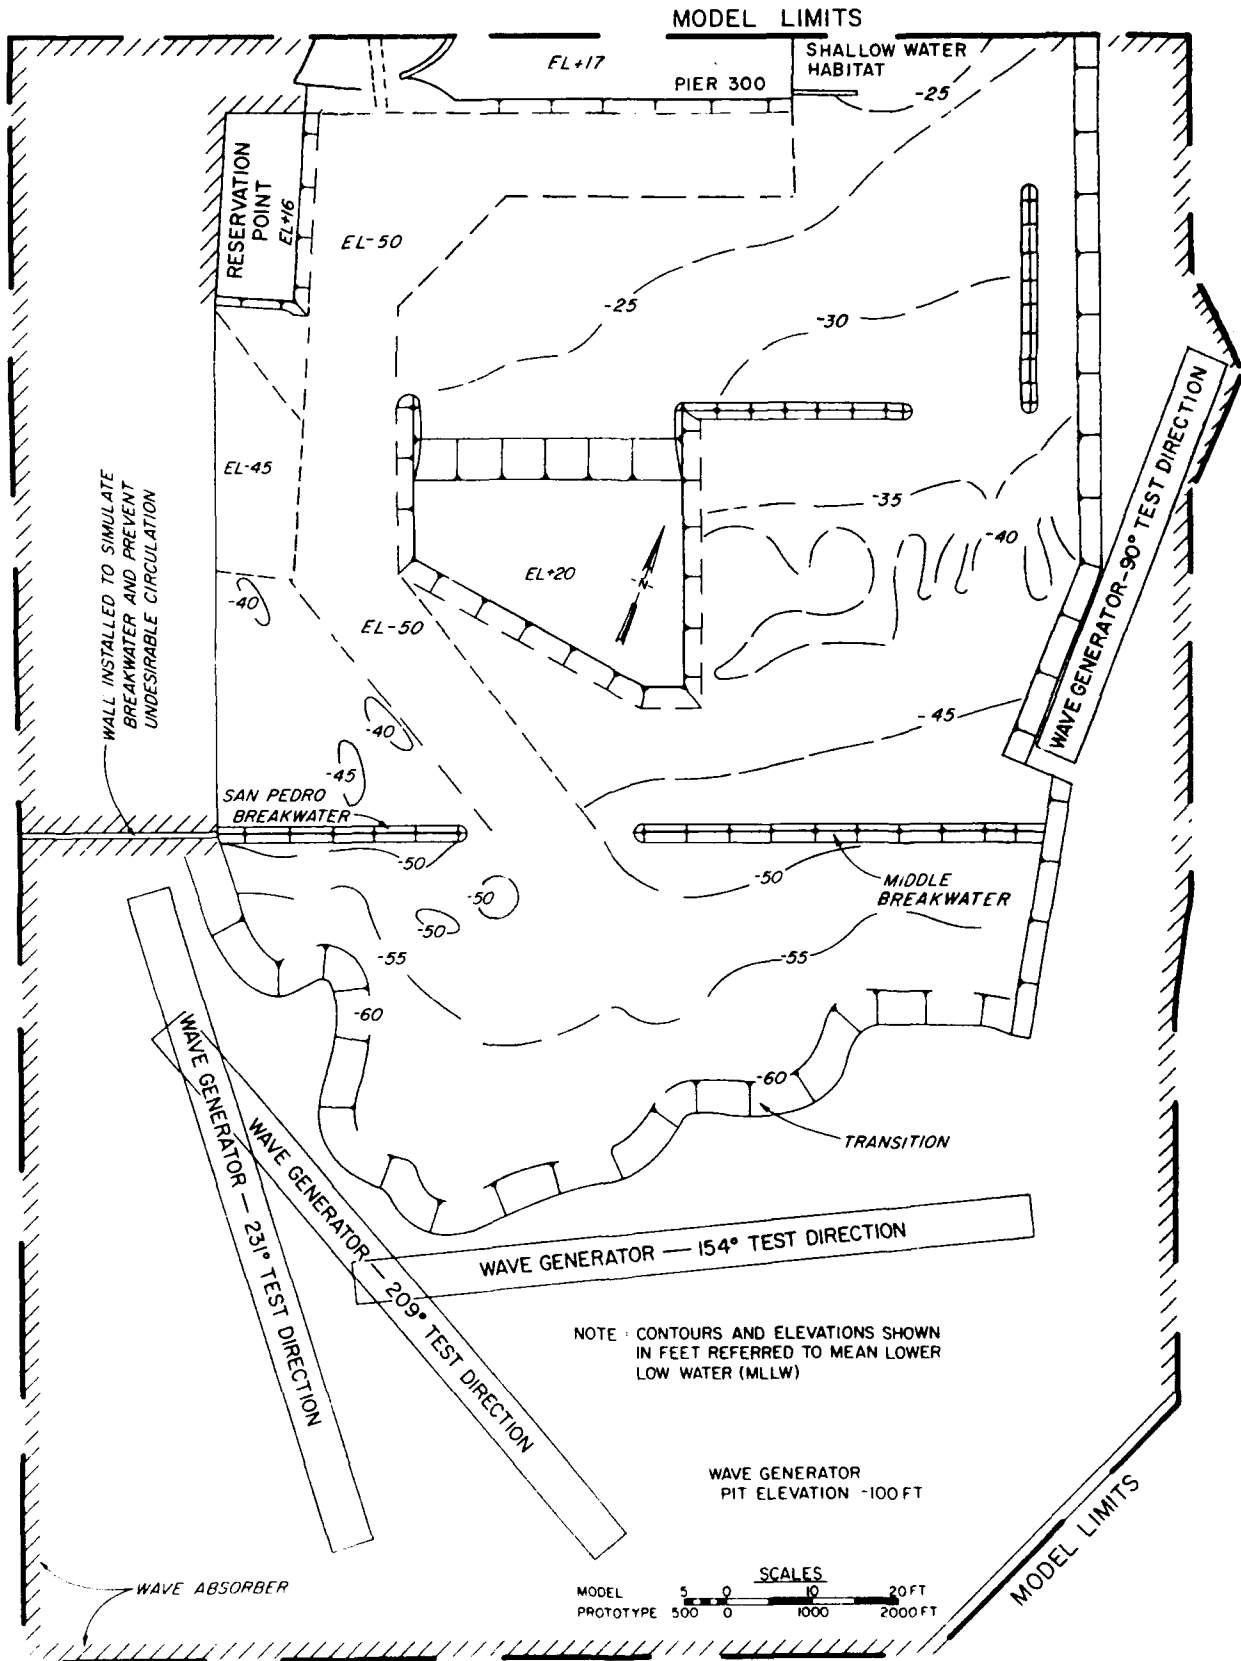 MODEL LIMITS
SHALLOW WATER
HABITAT
EL+17
PIER 300
-25
RESERVATION
POINT
EL+16
EL-50
-25
-30
EL-45
-35
-40
WALL INSTALLED TO SIMULATE
BREAKWATER AND PREVENT
UNDESIRABLE CIRCULATION
WAVE GENERATOR-90° TEST DIRECTION
EL+20
-N-
-40
EL-50
-40
-45
-45
SAN PEDRO
BREAKWATER
-50
-50
-50
-50
MIDDLE
BREAKWATER
-55
-55
-60
-60
TRANSITION
WAVE GENERATOR — 231° TEST DIRECTION
WAVE GENERATOR — 209° TEST DIRECTION
WAVE GENERATOR — 154° TEST DIRECTION
NOTE : CONTOURS AND ELEVATIONS SHOWN
IN FEET REFERRED TO MEAN LOWER
LOW WATER (MLLW)
WAVE GENERATOR
PIT ELEVATION -100 FT
MODEL LIMITS
WAVE ABSORBER
SCALES
MODEL 5 0 10 20 FT
PROTOTYPE 500 0 1000 2000 FT